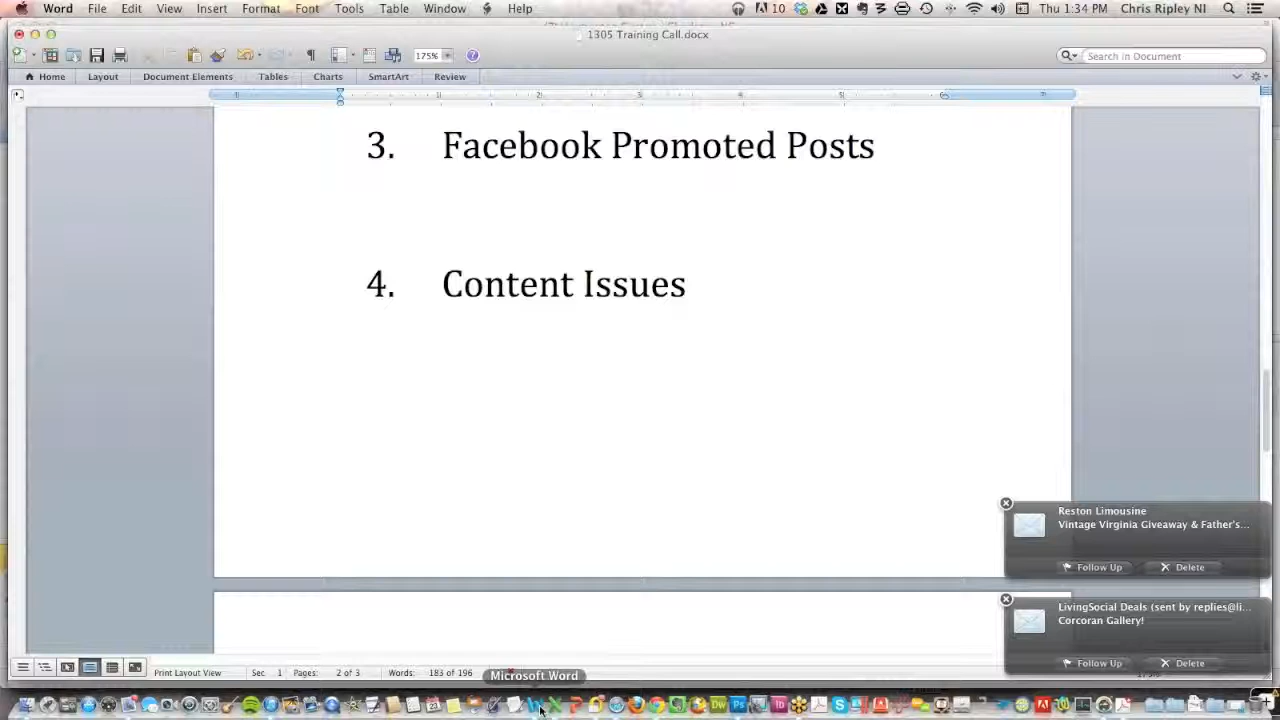 Word File Edit View Insert Format Font Tools Table Window Help
10 Thu 1:34 PM Chris Ripley NI
1305 Training Call.docx
175% Search in Document
Home Layout Document Elements Tables Charts SmartArt Review
3. Facebook Promoted Posts
4. Content Issues
Reston Limousine
Vintage Virginia Giveaway & Father's...
Follow Up Delete
LivingSocial Deals (sent by replies@li...
Corcoran Gallery!
Follow Up Delete
Print Layout View Sec 1 Pages: 2 of 3 Words: 183 of 196
Microsoft Word